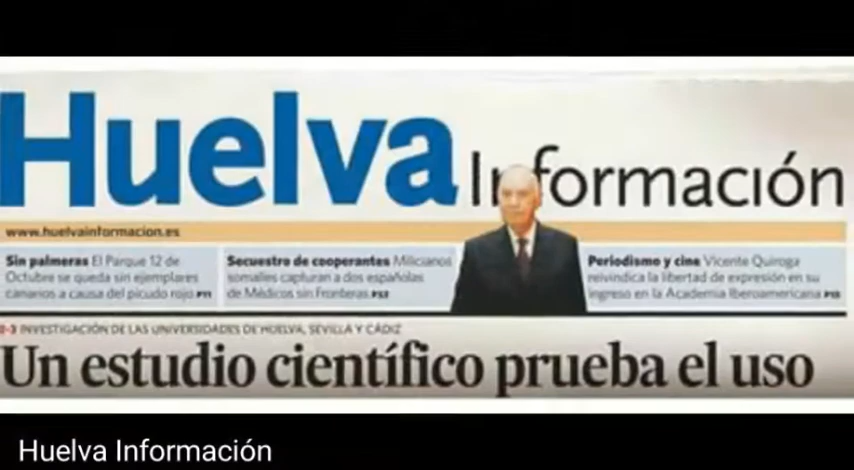 Huelva Información
www.huelvainformacion.es
Sin palmeras El Parque 12 de
Octubre se queda sin ejemplares
canarios a causa del picudo rojo P11
Secuestro de cooperantes Milicianos
somalíes capturan a dos españolas
de Médicos sin Fronteras P52
Periodismo y cine Vicente Quiroga
reivindica la libertad de expresión en su
ingreso en la Academia Iberoamericana P15
2-3 INVESTIGACIÓN DE LAS UNIVERSIDADES DE HUELVA, SEVILLA Y CÁDIZ
Un estudio científico prueba el uso
Huelva Información